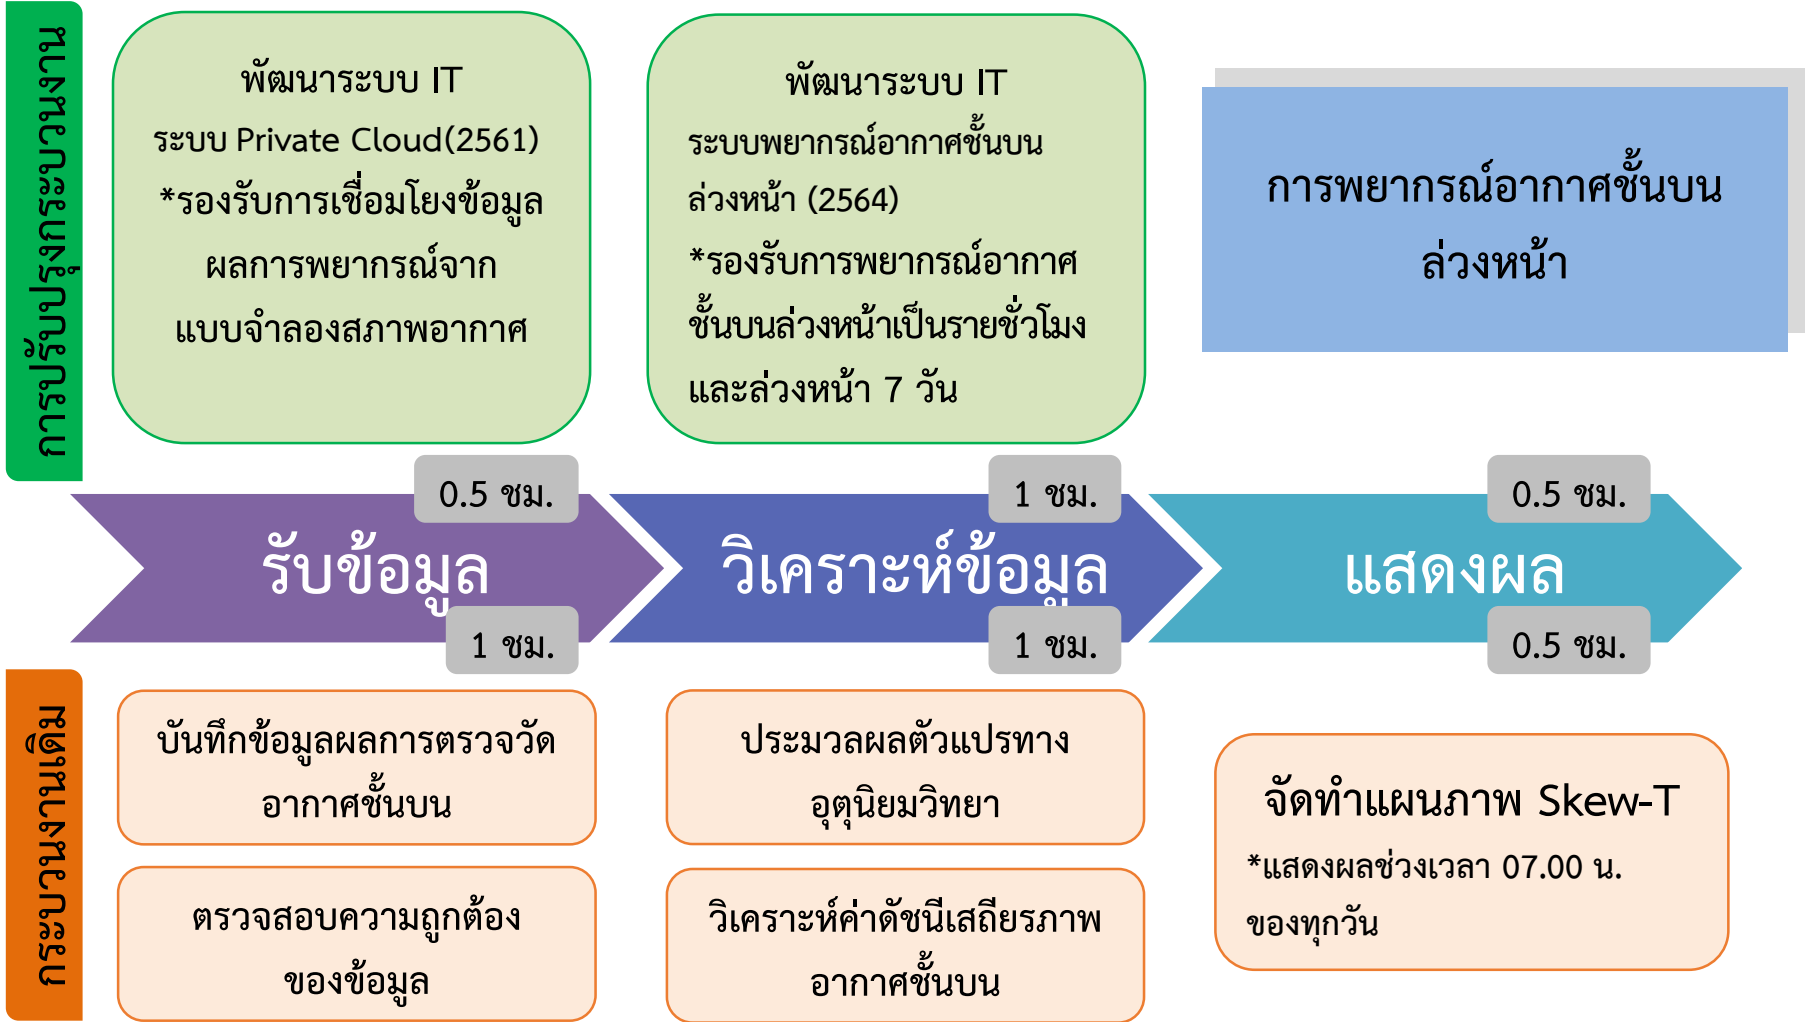 การปรับปรุงกระบวนงาน
พัฒนาระบบ IT
ระบบ Private Cloud(2561)
*รองรับการเชื่อมโยงข้อมูล
ผลการพยากรณ์จาก
แบบจำลองสภาพอากาศ
พัฒนาระบบ IT
ระบบพยากรณ์อากาศชั้นบน
ล่วงหน้า (2564)
*รองรับการพยากรณ์อากาศ
ชั้นบนล่วงหน้าเป็นรายชั่วโมง
และล่วงหน้า 7 วัน
การพยากรณ์อากาศชั้นบน
ล่วงหน้า
0.5 ชม.
1 ชม.
0.5 ชม.
รับข้อมูล
วิเคราะห์ข้อมูล
แสดงผล
1 ชม.
1 ชม.
0.5 ชม.
กระบวนงานเดิม
บันทึกข้อมูลผลการตรวจวัด
อากาศชั้นบน
ตรวจสอบความถูกต้อง
ของข้อมูล
ประมวลผลตัวแปรทาง
อุตุนิยมวิทยา
วิเคราะห์ค่าดัชนีเสถียรภาพ
อากาศชั้นบน
จัดทำแผนภาพ Skew-T
*แสดงผลช่วงเวลา 07.00 น.
ของทุกวัน